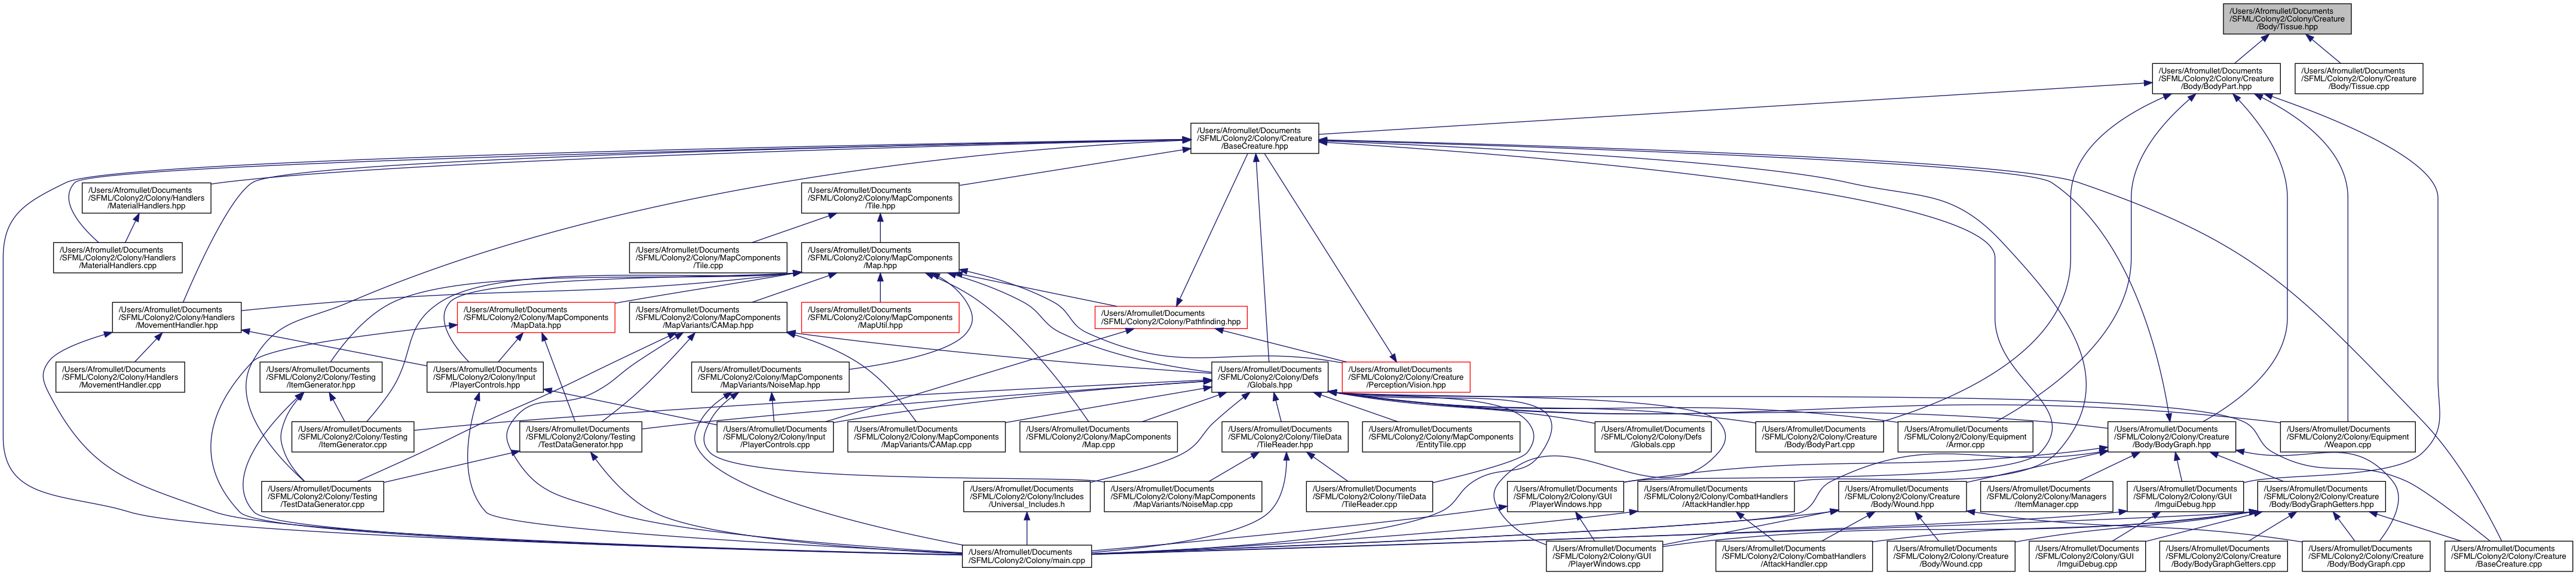 /Users/Afromullet/Documents
/SFML/Colony2/Colony/Creature
/Body/Tissue.hpp
/Users/Afromullet/Documents
/SFML/Colony2/Colony/Creature
/Body/BodyPart.hpp
/Users/Afromullet/Documents
/SFML/Colony2/Colony/Creature
/Body/Tissue.cpp
/Users/Afromullet/Documents
/SFML/Colony2/Colony/Creature
/BaseCreature.hpp
/Users/Afromullet/Documents
/SFML/Colony2/Colony/Handlers
/MaterialHandlers.hpp
/Users/Afromullet/Documents
/SFML/Colony2/Colony/MapComponents
/Tile.hpp
/Users/Afromullet/Documents
/SFML/Colony2/Colony/Handlers
/MaterialHandlers.cpp
/Users/Afromullet/Documents
/SFML/Colony2/Colony/MapComponents
/Tile.cpp
/Users/Afromullet/Documents
/SFML/Colony2/Colony/MapComponents
/Map.hpp
/Users/Afromullet/Documents
/SFML/Colony2/Colony/Handlers
/MovementHandler.hpp
/Users/Afromullet/Documents
/SFML/Colony2/Colony/MapComponents
/MapData.hpp
/Users/Afromullet/Documents
/SFML/Colony2/Colony/MapComponents
/MapVariants/CAMap.hpp
/Users/Afromullet/Documents
/SFML/Colony2/Colony/MapComponents
/MapUtil.hpp
/Users/Afromullet/Documents
/SFML/Colony2/Colony/Pathfinding.hpp
/Users/Afromullet/Documents
/SFML/Colony2/Colony/Handlers
/MovementHandler.cpp
/Users/Afromullet/Documents
/SFML/Colony2/Colony/Testing
/ItemGenerator.hpp
/Users/Afromullet/Documents
/SFML/Colony2/Colony/Input
/PlayerControls.hpp
/Users/Afromullet/Documents
/SFML/Colony2/Colony/MapComponents
/MapVariants/NoiseMap.hpp
/Users/Afromullet/Documents
/SFML/Colony2/Colony/Defs
/Globals.hpp
/Users/Afromullet/Documents
/SFML/Colony2/Colony/Creature
/Perception/Vision.hpp
/Users/Afromullet/Documents
/SFML/Colony2/Colony/Testing
/ItemGenerator.cpp
/Users/Afromullet/Documents
/SFML/Colony2/Colony/Testing
/TestDataGenerator.hpp
/Users/Afromullet/Documents
/SFML/Colony2/Colony/Input
/PlayerControls.cpp
/Users/Afromullet/Documents
/SFML/Colony2/Colony/MapComponents
/MapVariants/CAMap.cpp
/Users/Afromullet/Documents
/SFML/Colony2/Colony/MapComponents
/Map.cpp
/Users/Afromullet/Documents
/SFML/Colony2/Colony/TileData
/TileReader.hpp
/Users/Afromullet/Documents
/SFML/Colony2/Colony/MapComponents
/EntityTile.cpp
/Users/Afromullet/Documents
/SFML/Colony2/Colony/Defs
/Globals.cpp
/Users/Afromullet/Documents
/SFML/Colony2/Colony/Creature
/Body/BodyPart.cpp
/Users/Afromullet/Documents
/SFML/Colony2/Colony/Equipment
/Armor.cpp
/Users/Afromullet/Documents
/SFML/Colony2/Colony/Creature
/Body/BodyGraph.hpp
/Users/Afromullet/Documents
/SFML/Colony2/Colony/Equipment
/Weapon.cpp
/Users/Afromullet/Documents
/SFML/Colony2/Colony/Testing
/TestDataGenerator.cpp
/Users/Afromullet/Documents
/SFML/Colony2/Colony/Includes
/Universal_Includes.h
/Users/Afromullet/Documents
/SFML/Colony2/Colony/MapComponents
/MapVariants/NoiseMap.cpp
/Users/Afromullet/Documents
/SFML/Colony2/Colony/TileData
/TileReader.cpp
/Users/Afromullet/Documents
/SFML/Colony2/Colony/GUI
/PlayerWindows.hpp
/Users/Afromullet/Documents
/SFML/Colony2/Colony/CombatHandlers
/AttackHandler.hpp
/Users/Afromullet/Documents
/SFML/Colony2/Colony/Creature
/Body/Wound.hpp
/Users/Afromullet/Documents
/SFML/Colony2/Colony/Managers
/ItemManager.cpp
/Users/Afromullet/Documents
/SFML/Colony2/Colony/GUI
/ImguiDebug.hpp
/Users/Afromullet/Documents
/SFML/Colony2/Colony/Creature
/Body/BodyGraphGetters.hpp
/Users/Afromullet/Documents
/SFML/Colony2/Colony/main.cpp
/Users/Afromullet/Documents
/SFML/Colony2/Colony/GUI
/PlayerWindows.cpp
/Users/Afromullet/Documents
/SFML/Colony2/Colony/CombatHandlers
/AttackHandler.cpp
/Users/Afromullet/Documents
/SFML/Colony2/Colony/Creature
/Body/Wound.cpp
/Users/Afromullet/Documents
/SFML/Colony2/Colony/GUI
/ImguiDebug.cpp
/Users/Afromullet/Documents
/SFML/Colony2/Colony/Creature
/Body/BodyGraphGetters.cpp
/Users/Afromullet/Documents
/SFML/Colony2/Colony/Creature
/Body/BodyGraph.cpp
/Users/Afromullet/Documents
/SFML/Colony2/Colony/Creature
/BaseCreature.cpp